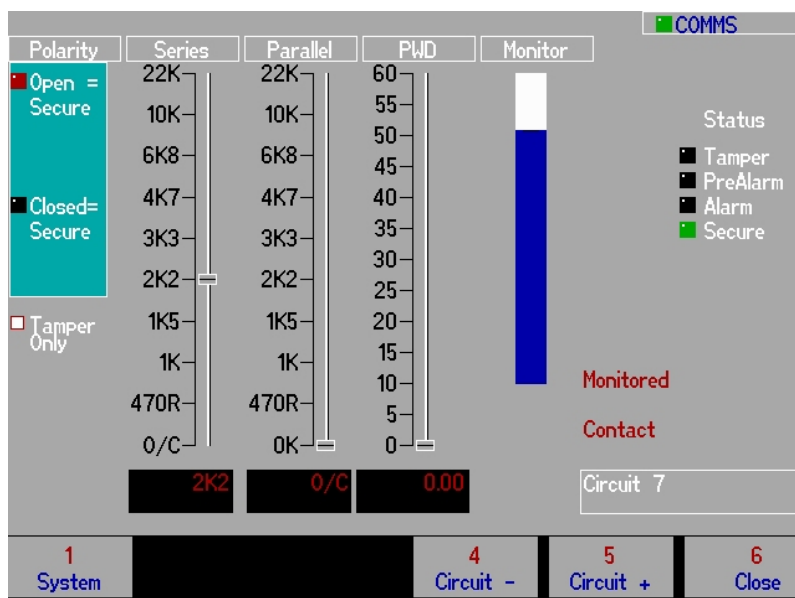 COMMS
Polarity Series Parallel PWD Monitor
Open =
Secure
Closed=
Secure
Tamper
Only
22K
10K
6K8
4K7
3K3
2K2
1K5
1K
470R
O/C
2K2
22K
10K
6K8
4K7
3K3
2K2
1K5
1K
470R
0K
O/C
60
55
50
45
40
35
30
25
20
15
10
5
0
0.00
Status
Tamper
PreAlarm
Alarm
Secure
Monitored
Contact
Circuit 7
1
System
4
Circuit -
5
Circuit +
6
Close